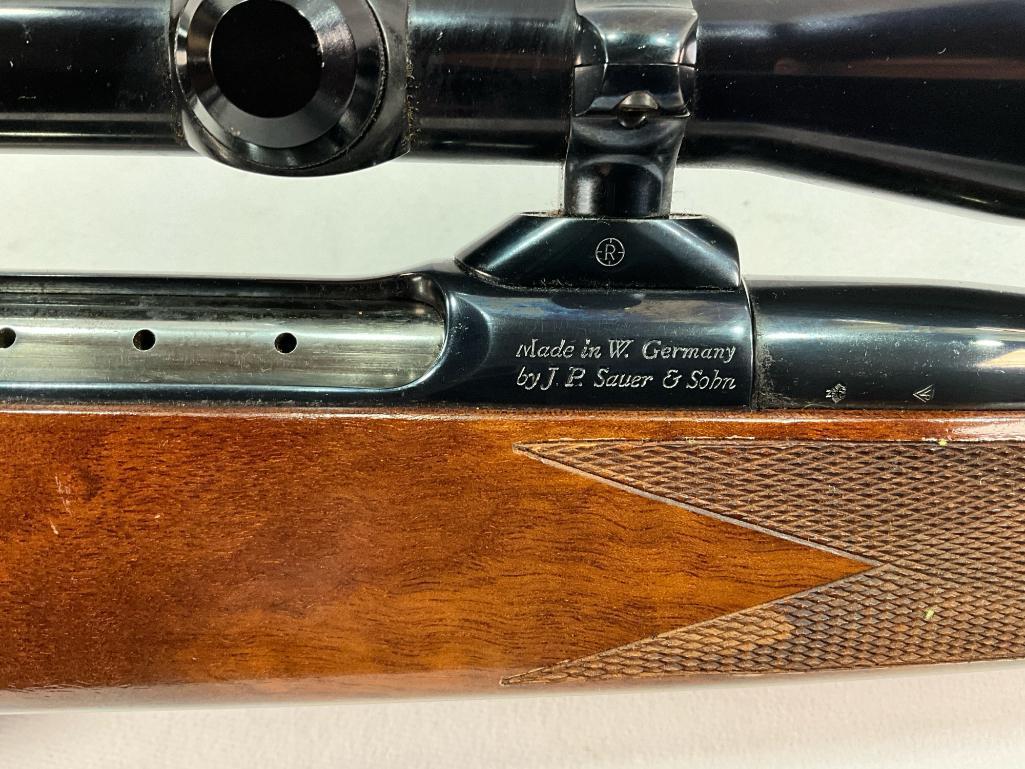 R
Made in W. Germany
by J. P. Sauer & Sohn